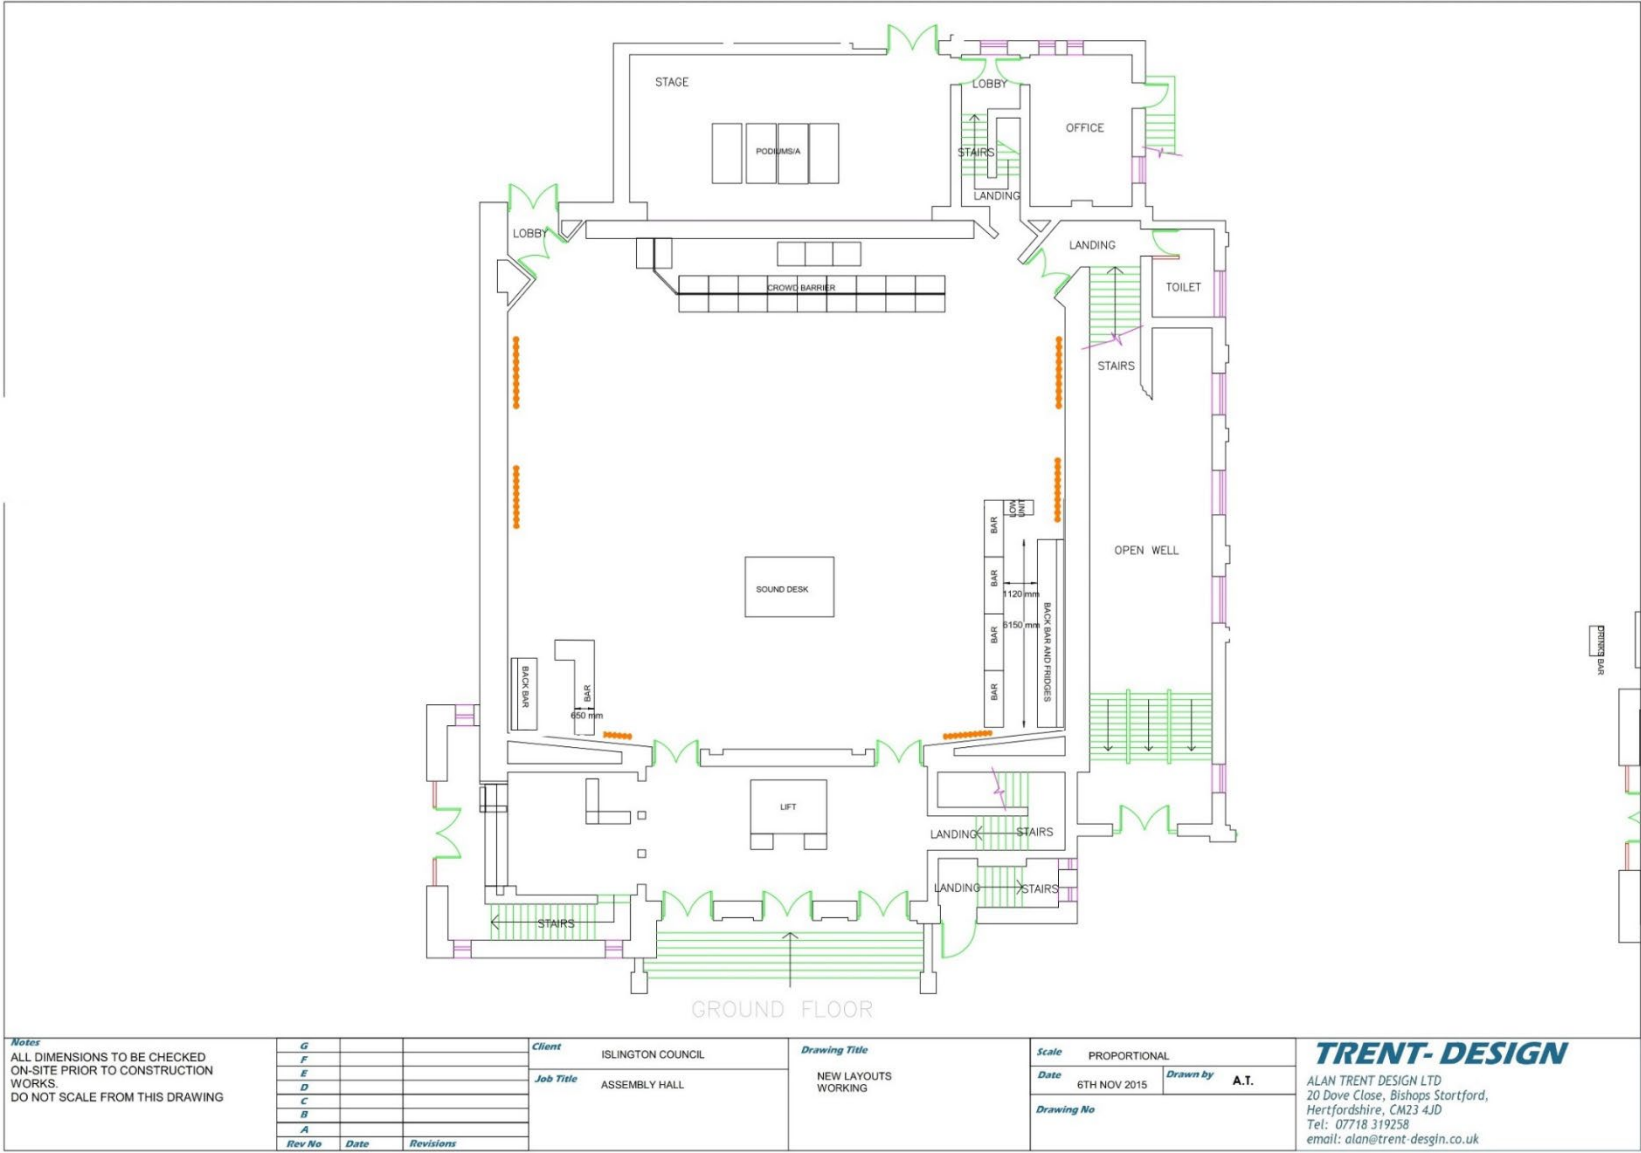 STAGE
LOBBY
OFFICE
PODIUMS/A
STAIRS
LANDING
LOBBY
LANDING
TOILET
CROWD BARRIER
STAIRS
BAR
LOW
UNIT
OPEN WELL
BAR
1120 mm
SOUND DESK
6150 mm
BAR
BACK BAR AND FRIDGES
BAR
DRINKS BAR
BACK BAR
BAR
650 mm
LIFT
LANDING
STAIRS
LANDING
STAIRS
STAIRS
GROUND FLOOR
Notes
ALL DIMENSIONS TO BE CHECKED
ON-SITE PRIOR TO CONSTRUCTION
WORKS.
DO NOT SCALE FROM THIS DRAWING
G
F
E
D
C
B
A
Rev No Date Revisions
Client ISLINGTON COUNCIL
Job Title ASSEMBLY HALL
Drawing Title
NEW LAYOUTS
WORKING
Scale PROPORTIONAL
Date 6TH NOV 2015 Drawn by A.T.
Drawing No
TRENT-DESIGN
ALAN TRENT DESIGN LTD
20 Dove Close, Bishops Stortford,
Hertfordshire, CM23 4JD
Tel: 07718 319258
email: alan@trent-desgin.co.uk